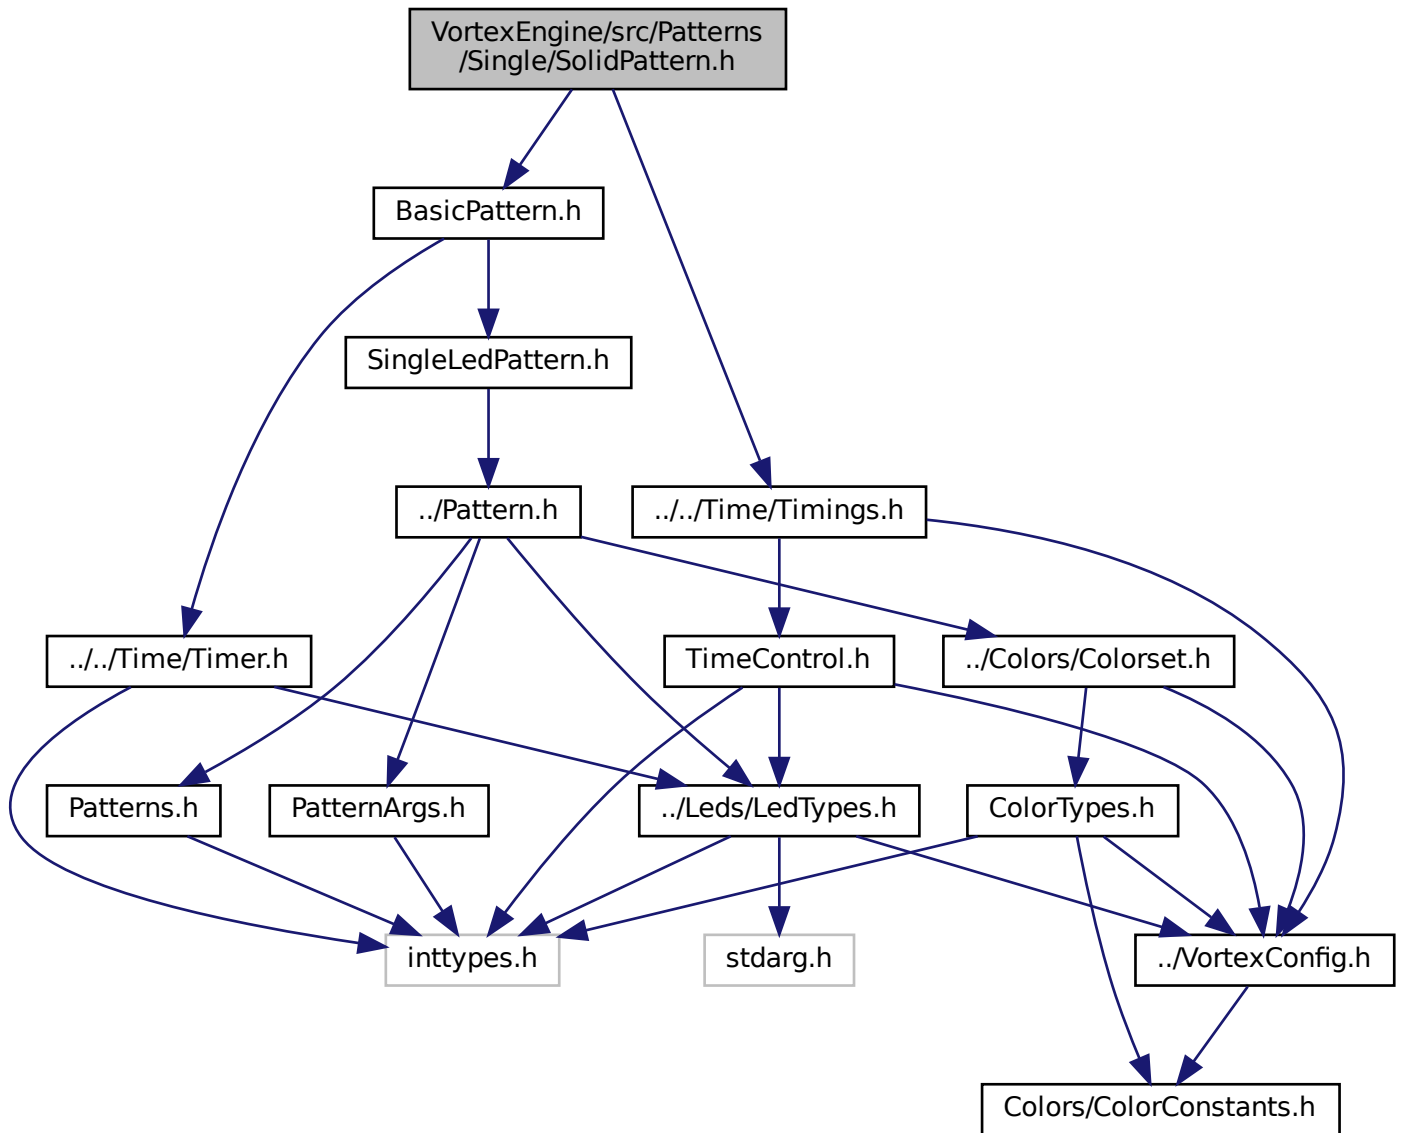 VortexEngine/src/Patterns
/Single/SolidPattern.h
BasicPattern.h
SingleLedPattern.h
../Pattern.h
../../Time/Timings.h
../../Time/Timer.h
TimeControl.h
../Colors/Colorset.h
Patterns.h
PatternArgs.h
../Leds/LedTypes.h
ColorTypes.h
inttypes.h
stdarg.h
../VortexConfig.h
Colors/ColorConstants.h